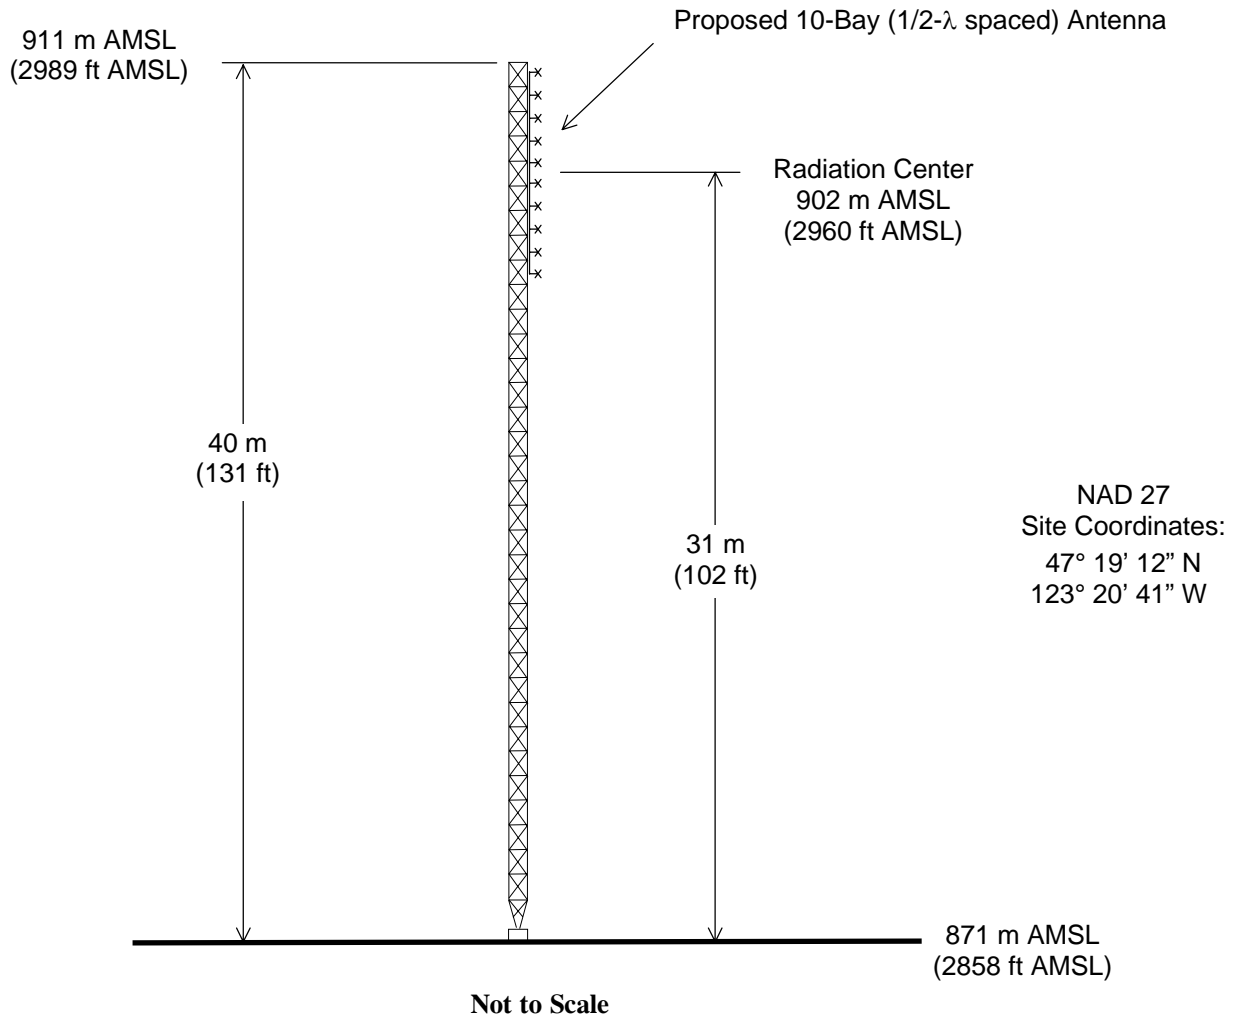 Proposed 10-Bay (1/2-λ spaced) Antenna
911 m AMSL
(2989 ft AMSL)
Radiation Center
902 m AMSL
(2960 ft AMSL)
40 m
(131 ft)
31 m
(102 ft)
NAD 27
Site Coordinates:
47° 19’ 12” N
123° 20’ 41” W
871 m AMSL
(2858 ft AMSL)
Not to Scale